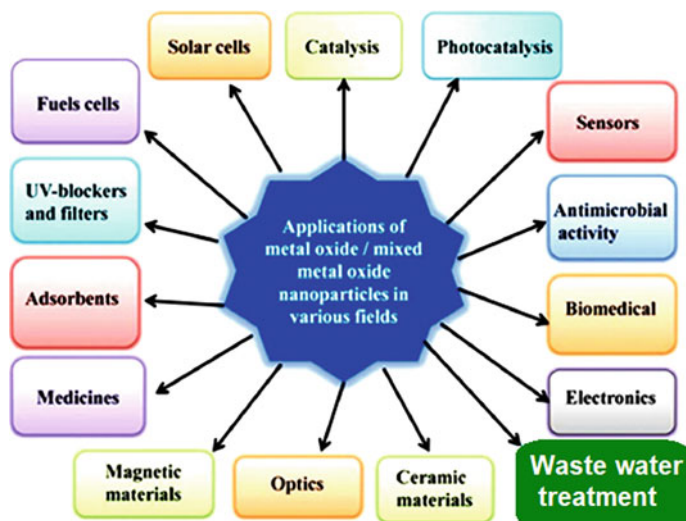 Solar cells
Catalysis
Photocatalysis
Fuels cells
Sensors
UV-blockers
and filters
Antimicrobial
activity
Applications of
metal oxide / mixed
metal oxide
nanoparticles in
various fields
Adsorbents
Biomedical
Medicines
Electronics
Magnetic
materials
Optics
Ceramic
materials
Waste water
treatment